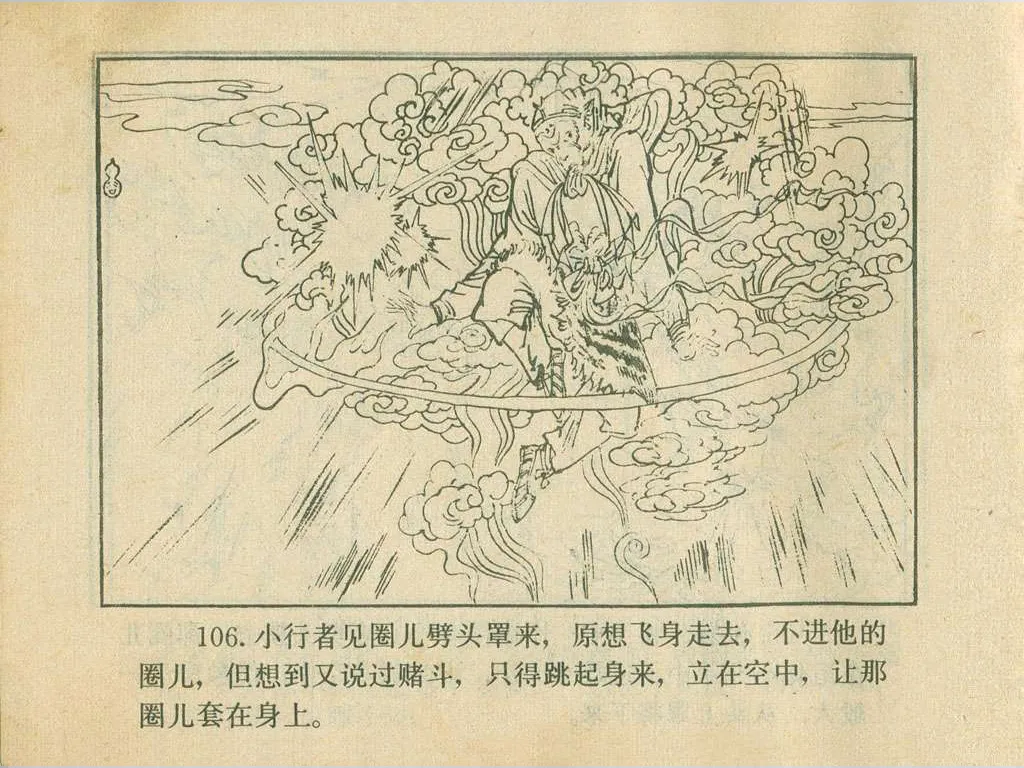 106. 小行者见圈儿劈头罩来，原想飞身走去，不进他的
圈儿，但想到又说过赌斗，只得跳起身来，立在空中，让那
圈儿套在身上。